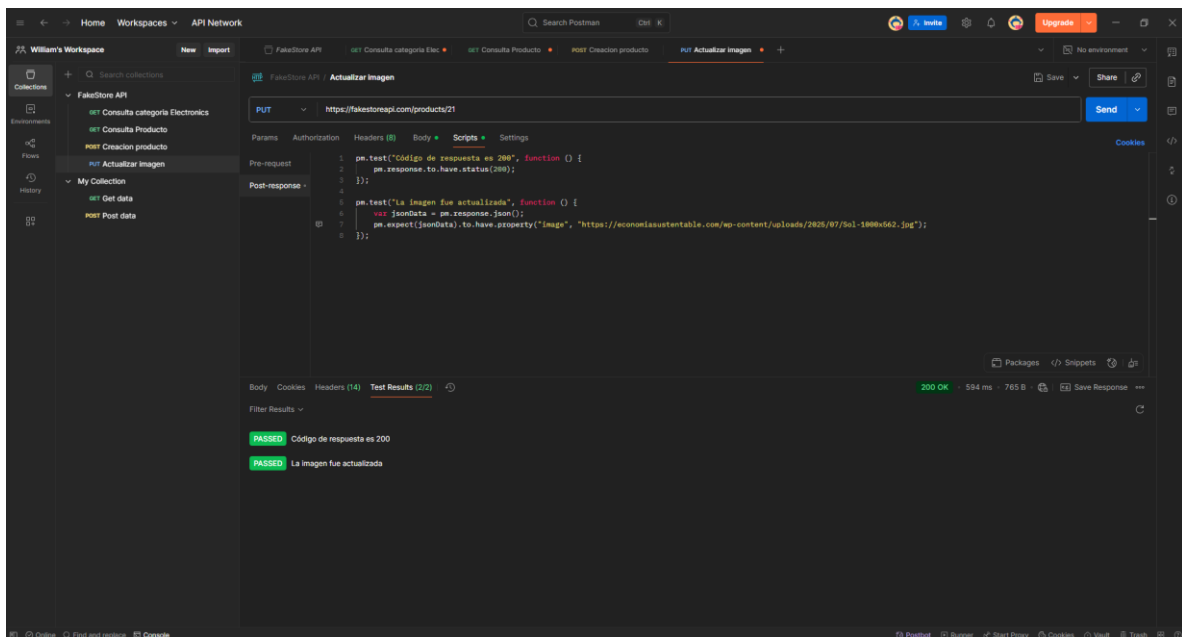 Home Workspaces API Network
Search Postman Ctrl K
Invite
Upgrade
William's Workspace
New Import
FakeStore API
GET Consulta categoria Elec
GET Consulta Producto
POST Creacion producto
PUT Actualizar imagen
No environment
Collections
Environments
Flows
History
Search collections
FakeStore API
GET Consulta categoria Electronics
GET Consulta Producto
POST Creacion producto
PUT Actualizar imagen
My Collection
GET Get data
POST Post data
FakeStore API / Actualizar imagen
Save
Share
PUT https://fakestoreapi.com/products/21
Send
Params Authorization Headers (8) Body Scripts Settings
Cookies
Pre-request
Post-response
1 pm.test("Código de respuesta es 200", function () {
2 pm.response.to.have.status(200);
3 });
4
5 pm.test("La imagen fue actualizada", function () {
6 var jsonData = pm.response.json();
7 pm.expect(jsonData).to.have.property("image", "https://economiasustentable.com/wp-content/uploads/2025/07/Sol-1000x562.jpg");
8 });
Packages </> Snippets
Body Cookies Headers (14) Test Results (2/2)
200 OK 594 ms 765 B Save Response
Filter Results
PASSED Código de respuesta es 200
PASSED La imagen fue actualizada
Online Find and replace Console
Postbot Runner Start Proxy Cookies Vault Trash